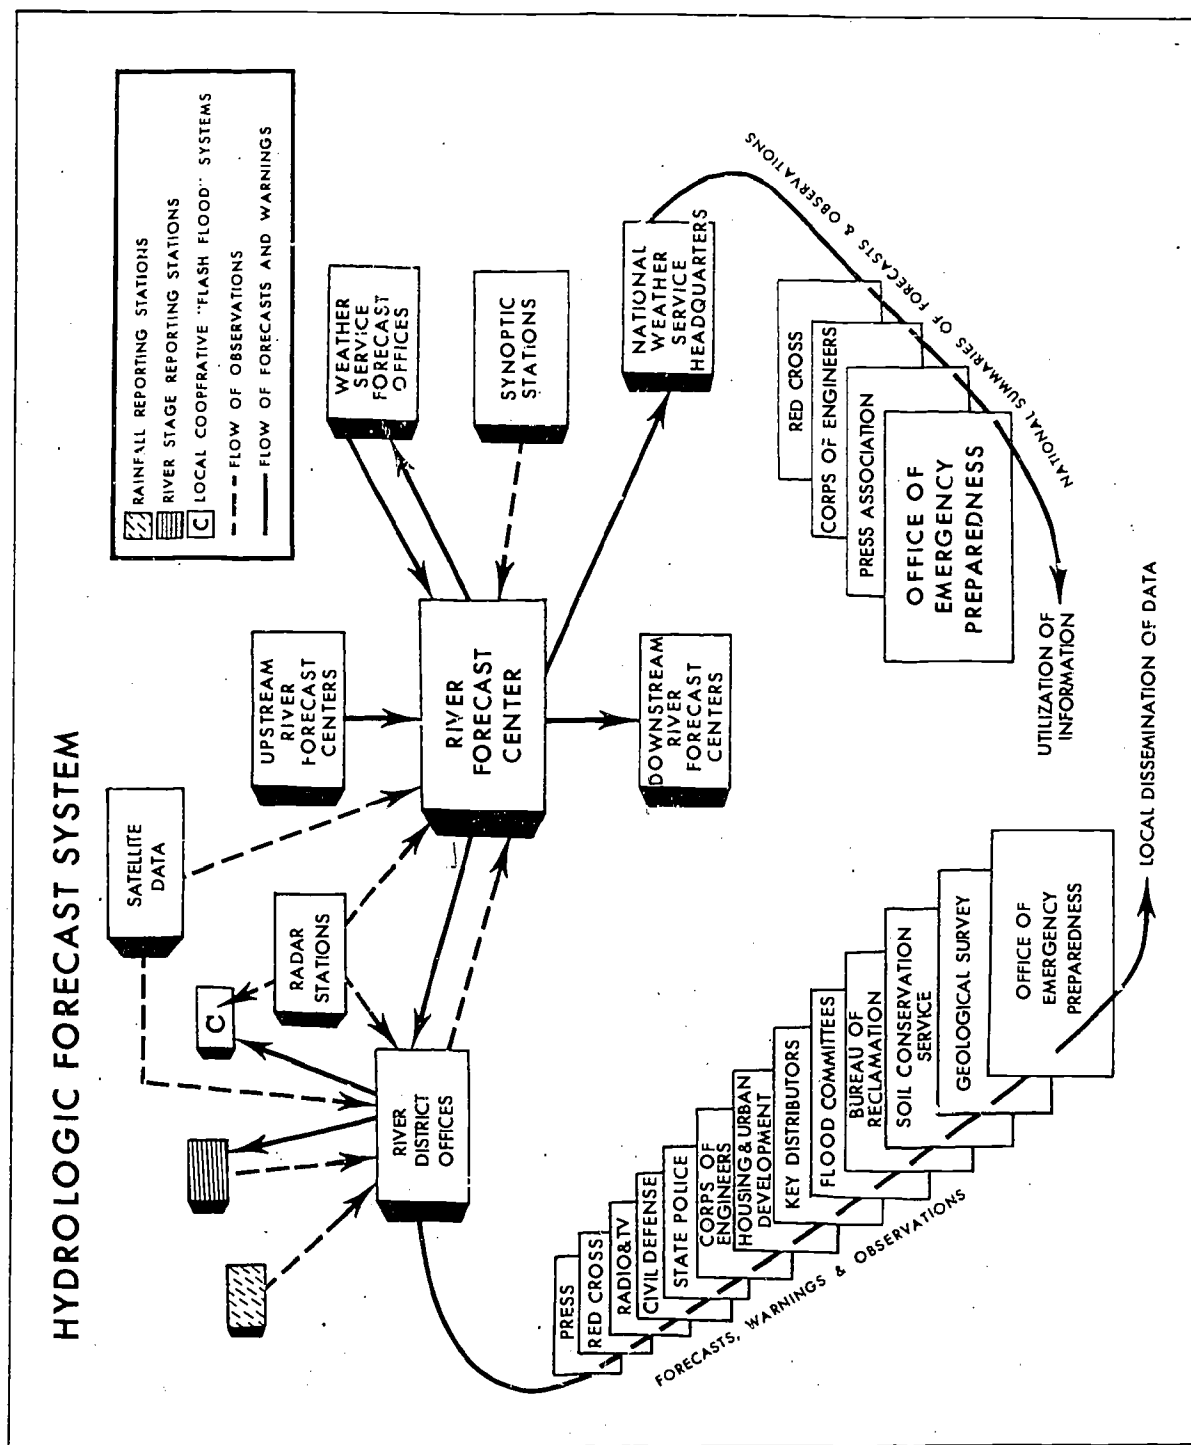 HYDROLOGIC FORECAST SYSTEM
RAINFALL REPORTING STATIONS
RIVER STAGE REPORTING STATIONS
C LOCAL COOPFRATIVE "FLASH FLOOD" SYSTEMS
FLOW OF OBSERVATIONS
FLOW OF FORECASTS AND WARNINGS
SATELLITE
DATA
C
RADAR
STATIONS
RIVER
DISTRICT
OFFICES
UPSTREAM
RIVER
FORECAST
CENTERS
WEATHER
SERVICE
FORECAST
OFFICES
RIVER
FORECAST
CENTER
SYNOPTIC
STATIONS
DOWNSTREAM
RIVER
FORECAST
CENTERS
NATIONAL
WEATHER
SERVICE
HEADQUARTERS
PRESS
RED CROSS
RADIO&TV
CIVIL DEFENSE
STATE POLICE
CORPS OF
ENGINEERS
HOUSING & URBAN
DEVELOPMENT
KEY DISTRIBUTORS
FLOOD COMMITTEES
BUREAU OF
RECLAMATION
SOIL CONSERVATION
SERVICE
GEOLOGICAL SURVEY
OFFICE OF
EMERGENCY
PREPAREDNESS
FORECASTS, WARNINGS & OBSERVATIONS
LOCAL DISSEMINATION OF DATA
RED CROSS
CORPS OF ENGINEERS
PRESS ASSOCIATION
OFFICE OF
EMERGENCY
PREPAREDNESS
NATIONAL SUMMARIES OF FORECASTS & OBSERVATIONS
UTILIZATION OF
INFORMATION